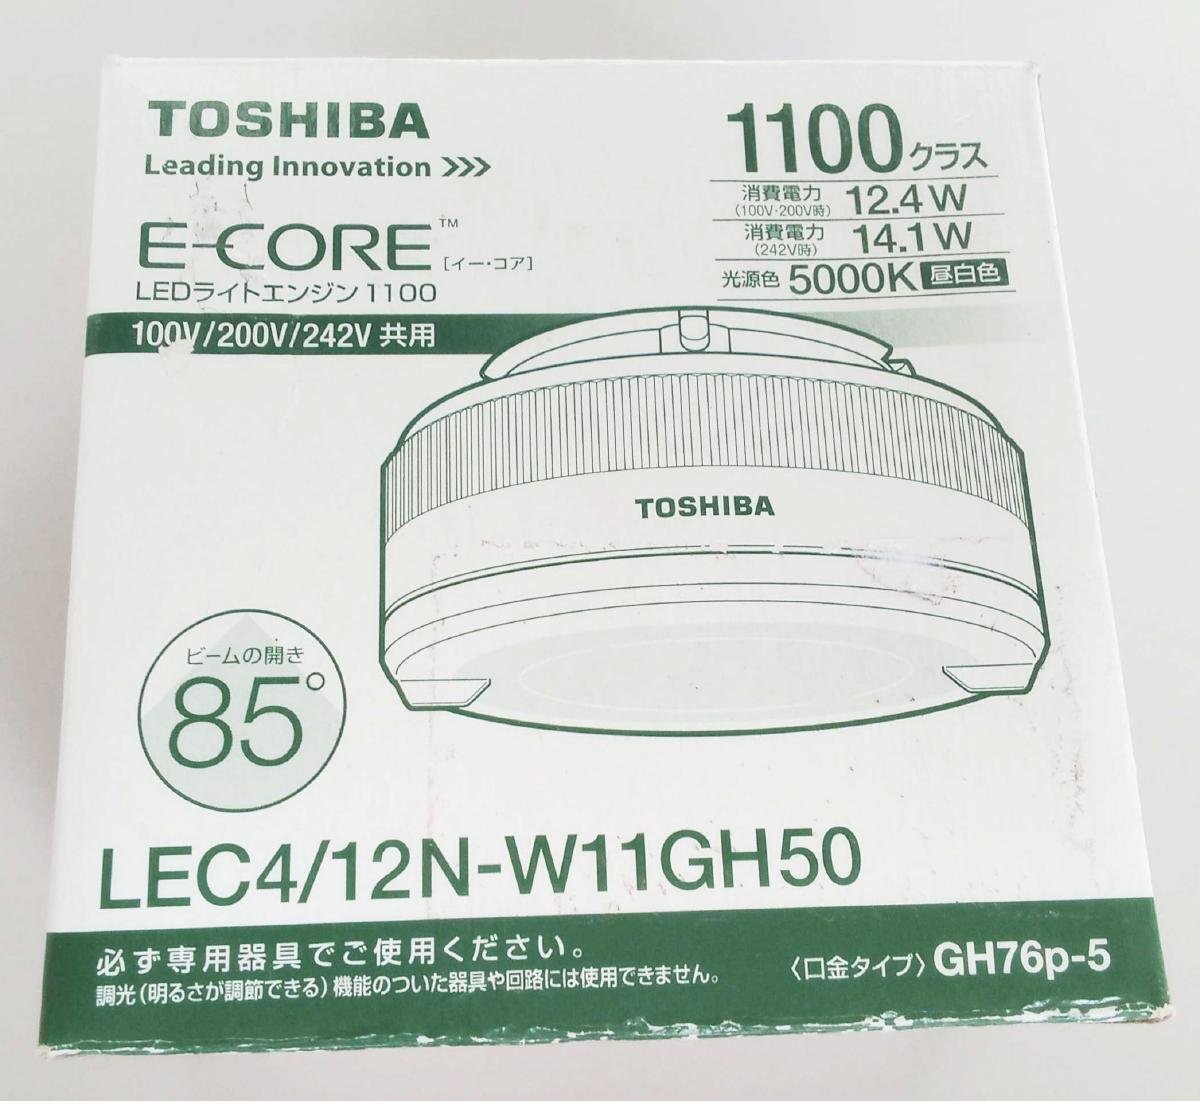 TOSHIBA
Leading Innovation >>>
E-CORE™ [イー・コア]
LEDライトエンジン1100
100V/200V/242V 共用
1100クラス
消費電力 (100V・200V時) 12.4W
消費電力 (242V時) 14.1W
光源色 5000K 昼白色
TOSHIBA
ビームの開き
85°
LEC4/12N-W11GH50
必ず専用器具でご使用ください。
調光(明るさが調節できる)機能のついた器具や回路には使用できません。
〈口金タイプ〉GH76p-5